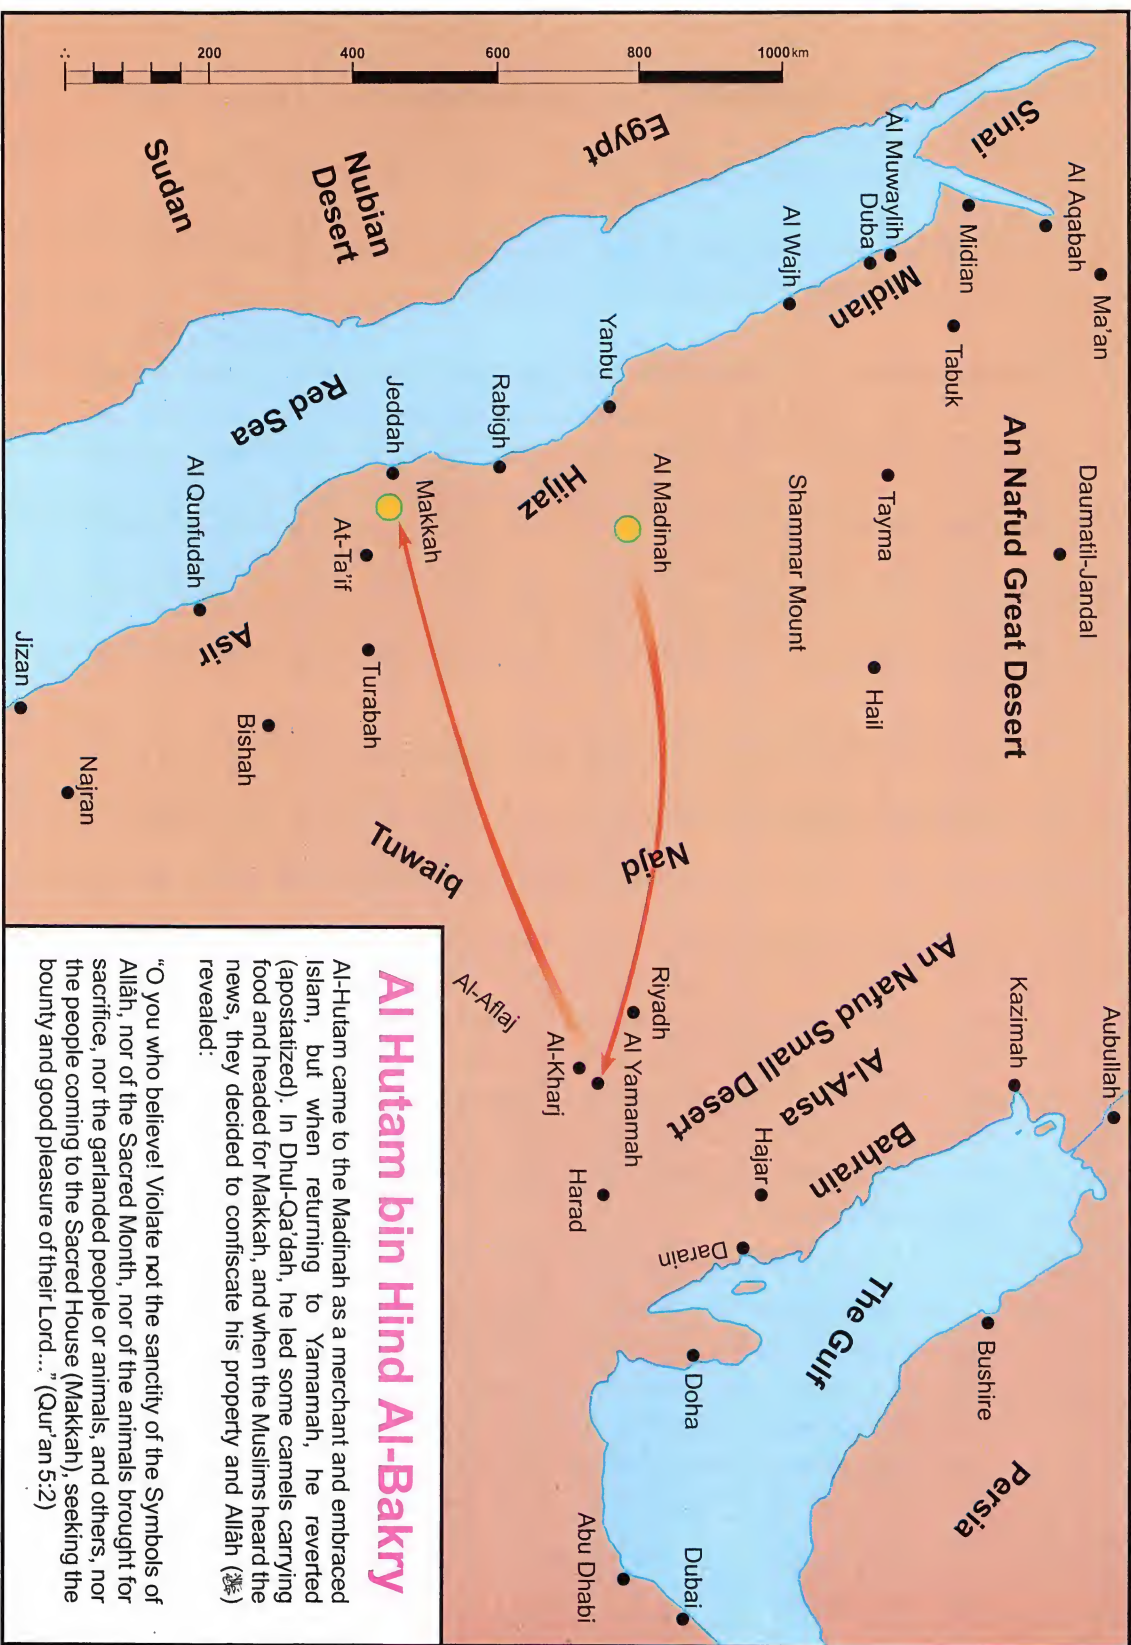 Aubullah
Ma'an
Al Aqabah
Daumatil-Jandal
An Nafud Great Desert
Kazimah
Sinai
Midian
Tabuk
Bushire
Persia
Al Muwaylih
Duba
Midian
Tayma
Hail
An Nafud Small Desert
Al-Ahsa
Bahrain
The Gulf
Al Wajh
Shammar Mount
Hajar
Darain
Doha
Dubai
Egypt
Yanbu
Al Madinah
Najd
Riyadh
Al Yamamah
Al-Kharj
Harad
Abu Dhabi
Rabigh
Hijaz
Al-Aflaj
Tuwaiq
Nubian
Desert
Red Sea
Jeddah
Makkah
At-Ta'if
Turabah
Sudan
Al Qunfudah
Asir
Bishah
Jizan
Najran
200
400
600
800
1000 km
Al Hutam bin Hind Al-Bakry
Al-Hutam came to the Madinah as a merchant and embraced
Islam, but when returning to Yamamah, he reverted
(apostatized). In Dhul-Qa'dah, he led some camels carrying
food and headed for Makkah, and when the Muslims heard the
news, they decided to confiscate his property and Allâh (ﷻ)
revealed:
“O you who believe! Violate not the sanctity of the Symbols of
Allâh, nor of the Sacred Month, nor of the animals brought for
sacrifice, nor the garlanded people or animals, and others, nor
the people coming to the Sacred House (Makkah), seeking the
bounty and good pleasure of their Lord...” (Qur'an 5:2)